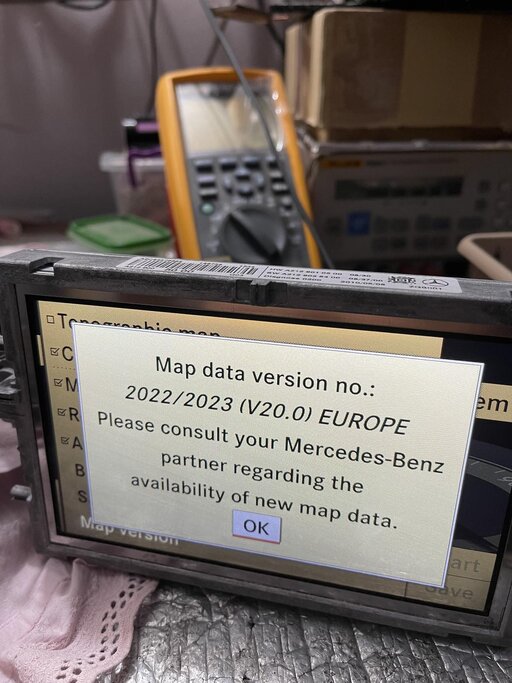 Topographic map
Map data version no.:
2022/2023 (V20.0) EUROPE
Please consult your Mercedes-Benz
partner regarding the
availability of new map data.
OK
Map version
Save